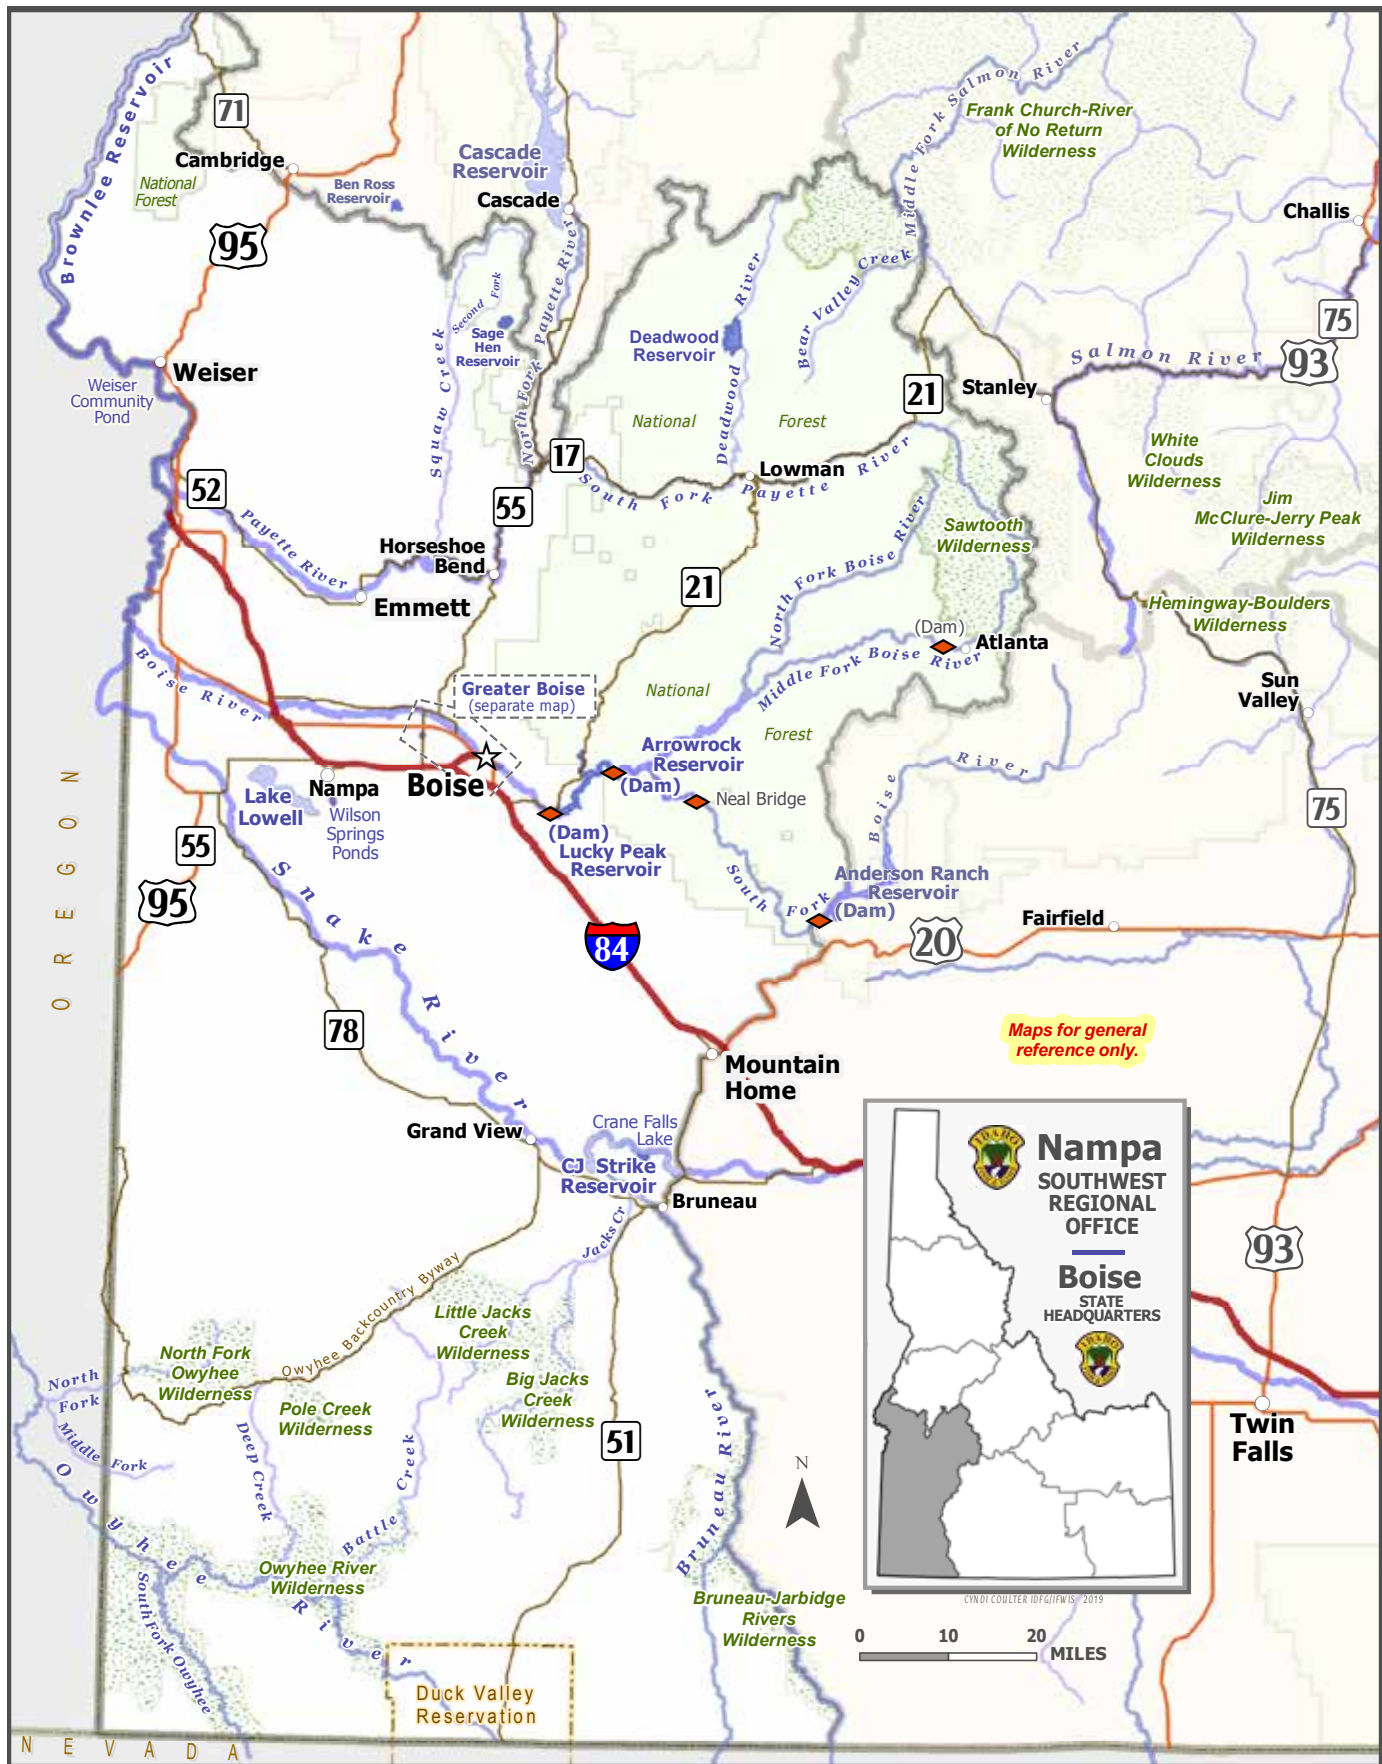 Brownlee Reservoir
71
Cambridge
National
Forest
Ben Ross
Reservoir
95
Cascade
Reservoir
Cascade
Middle Fork Salmon River
Frank Church-River
of No Return
Wilderness
Challis
75
93
Salmon River
Bear Valley Creek
Deadwood River
Deadwood
Reservoir
Second Fork
Sage
Hen
Reservoir
Squaw Creek
North Fork Payette River
Weiser
Weiser
Community
Pond
21
Stanley
National
Forest
White
Clouds
Wilderness
Jim
McClure-Jerry Peak
Wilderness
17
Lowman
South Fork Payette River
52
55
Payette River
Horseshoe
Bend
Emmett
Sawtooth
Wilderness
21
North Fork Boise River
Hemingway-Boulders
Wilderness
(Dam)
Atlanta
Middle Fork Boise River
Sun
Valley
Boise River
Greater Boise
(separate map)
National
Forest
Arrowrock
Reservoir
(Dam)
Neal Bridge
Boise River
OREGON
Nampa
Boise
Lake
Lowell
Wilson
Springs
Ponds
(Dam)
Lucky Peak
Reservoir
75
55
95
Snake River
South Fork
Anderson Ranch
Reservoir
(Dam)
Fairfield
20
84
78
Maps for general
reference only.
Mountain
Home
Grand View
Crane Falls
Lake
CJ Strike
Reservoir
Bruneau
Jacks Cr
Nampa
SOUTHWEST
REGIONAL
OFFICE
Boise
STATE
HEADQUARTERS
IDAHO
IDAHO
93
Owyhee Backcountry Byway
Little Jacks
Creek
Wilderness
North Fork
Owyhee
Wilderness
North
Fork
Big Jacks
Creek
Wilderness
Pole Creek
Wilderness
Middle Fork
Deep Creek
Battle Creek
51
Bruneau River
N
Twin
Falls
Owyhee River
Owyhee River
Wilderness
South Fork Owyhee
Bruneau-Jarbidge
Rivers
Wilderness
CYNDI COULTER IDFG/IFWIS 2019
0 10 20
MILES
Duck Valley
Reservation
NEVADA